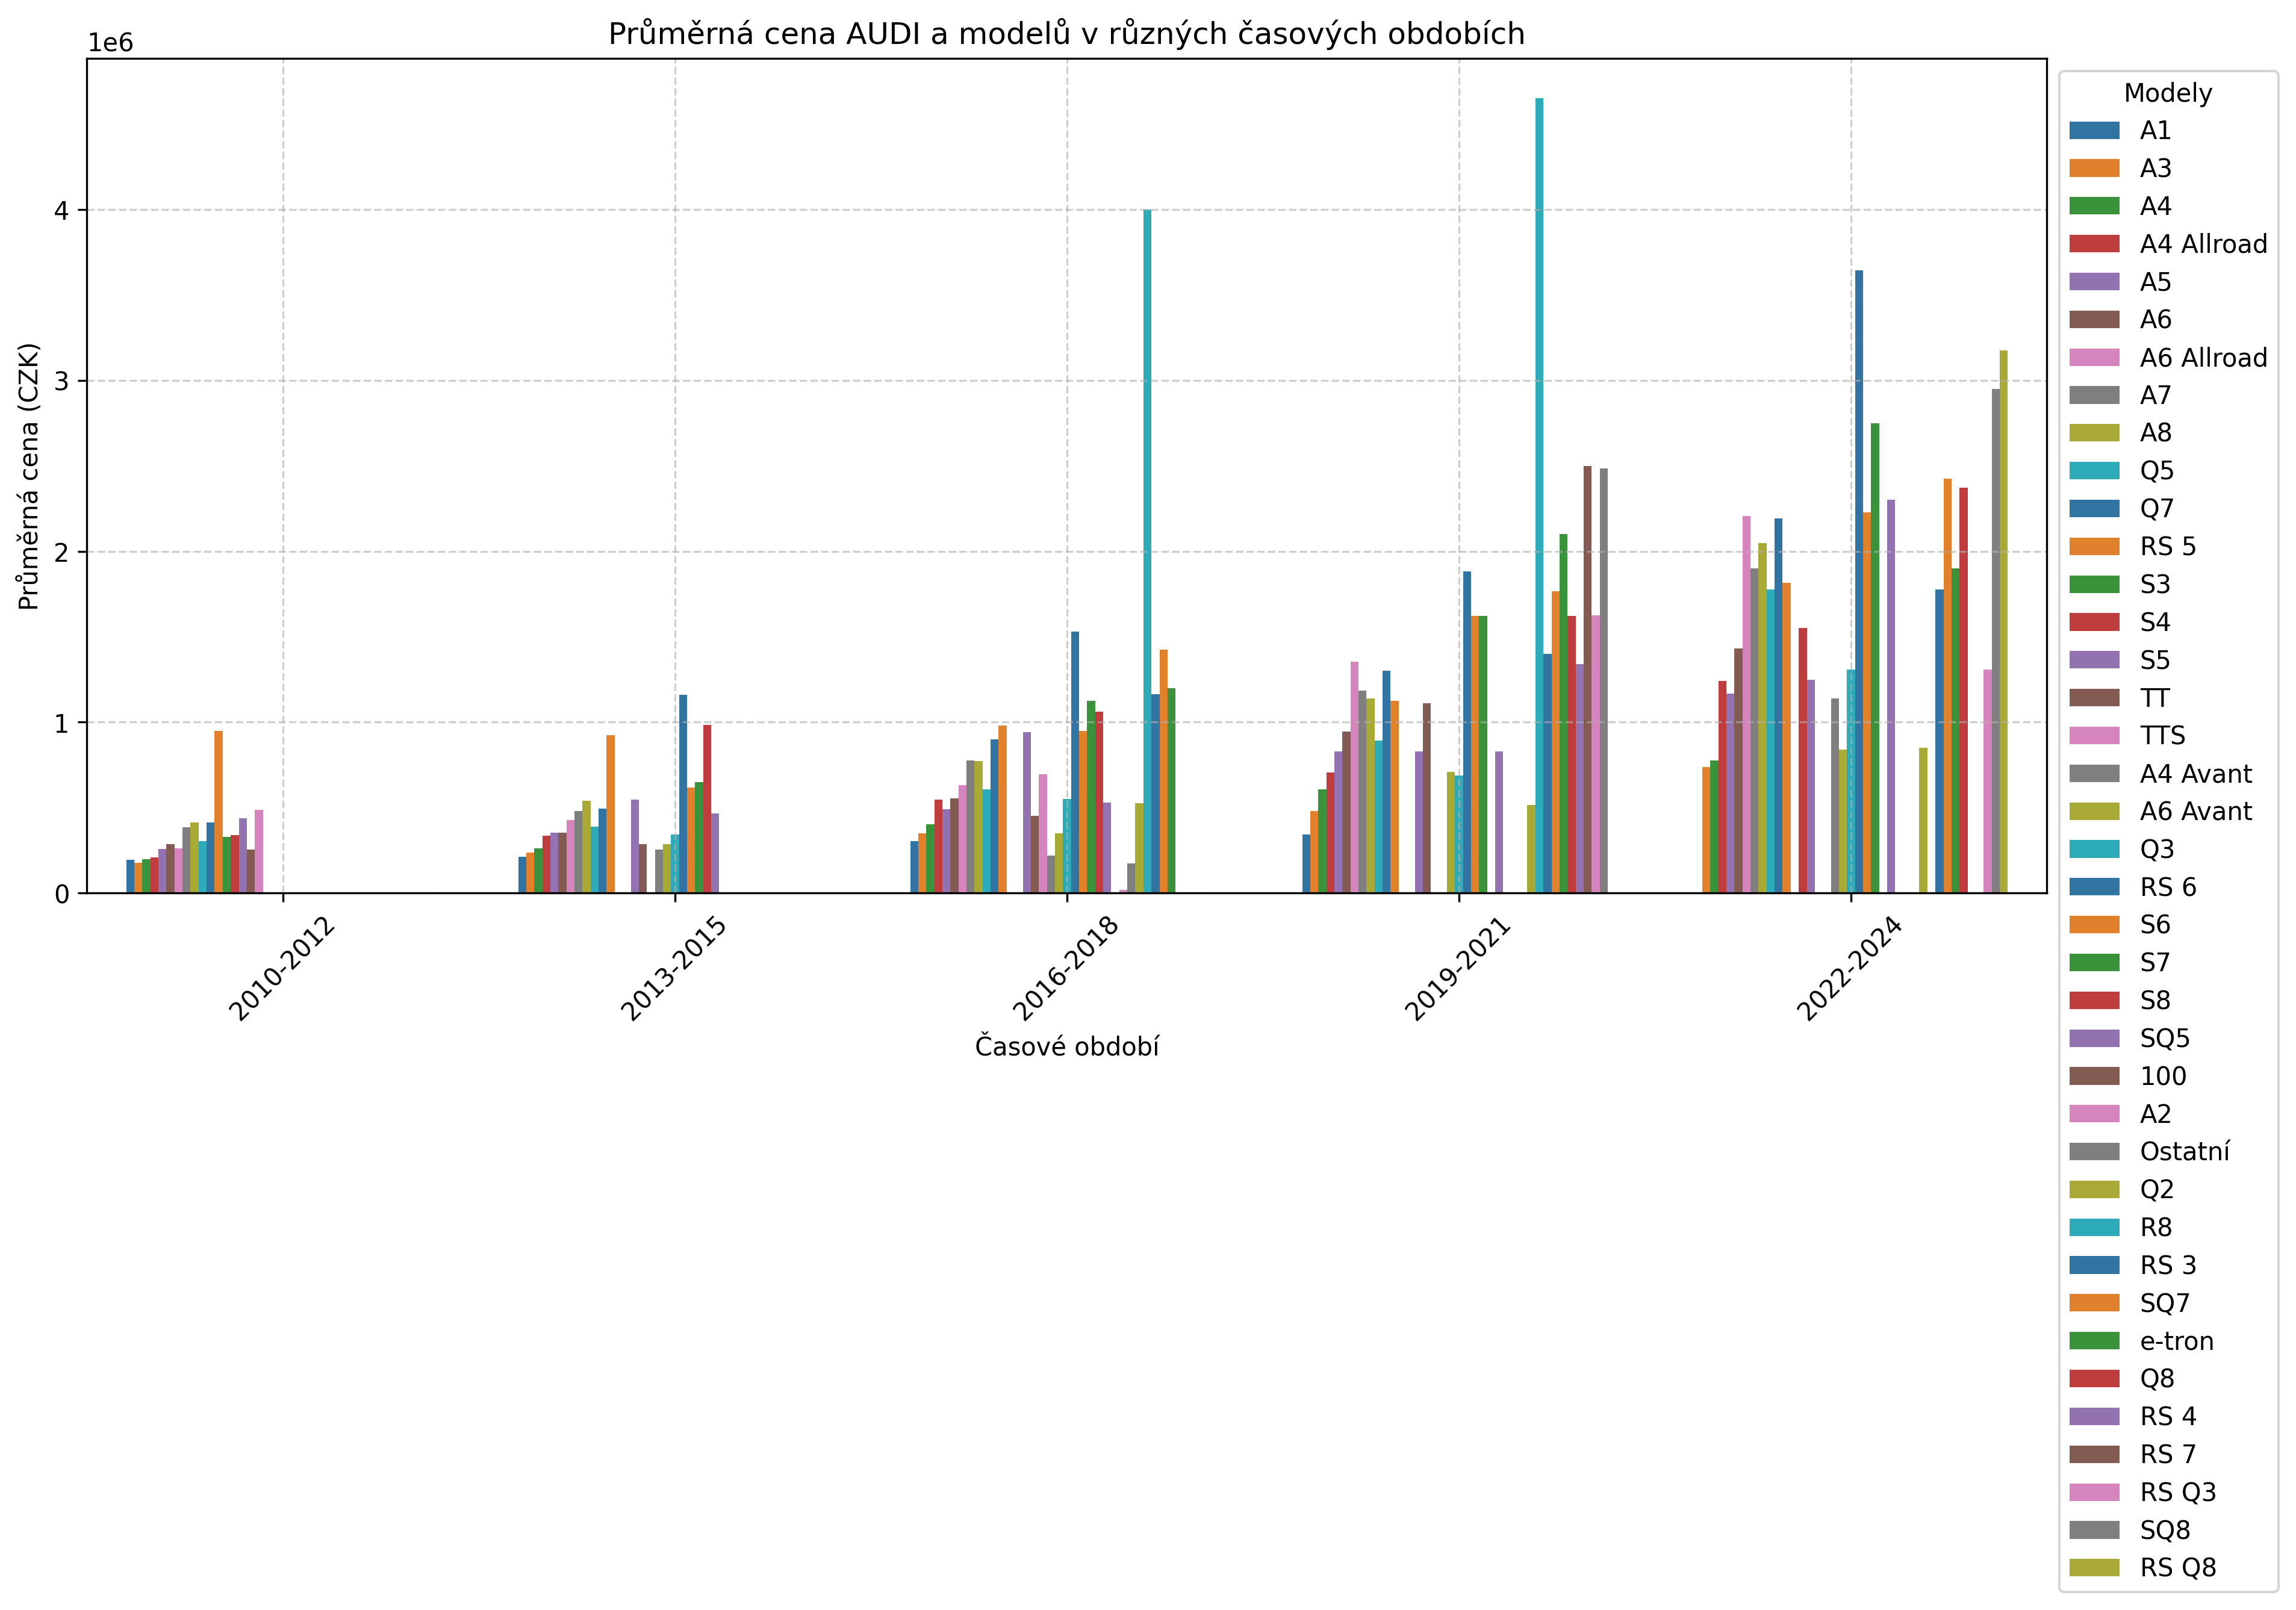 Průměrná cena AUDI a modelů v různých časových obdobích
1e6
Průměrná cena (CZK)
4
3
2
1
0
2010-2012
2013-2015
2016-2018
2019-2021
2022-2024
Časové období
Modely
A1
A3
A4
A4 Allroad
A5
A6
A6 Allroad
A7
A8
Q5
Q7
RS 5
S3
S4
S5
TT
TTS
A4 Avant
A6 Avant
Q3
RS 6
S6
S7
S8
SQ5
100
A2
Ostatní
Q2
R8
RS 3
SQ7
e-tron
Q8
RS 4
RS 7
RS Q3
SQ8
RS Q8